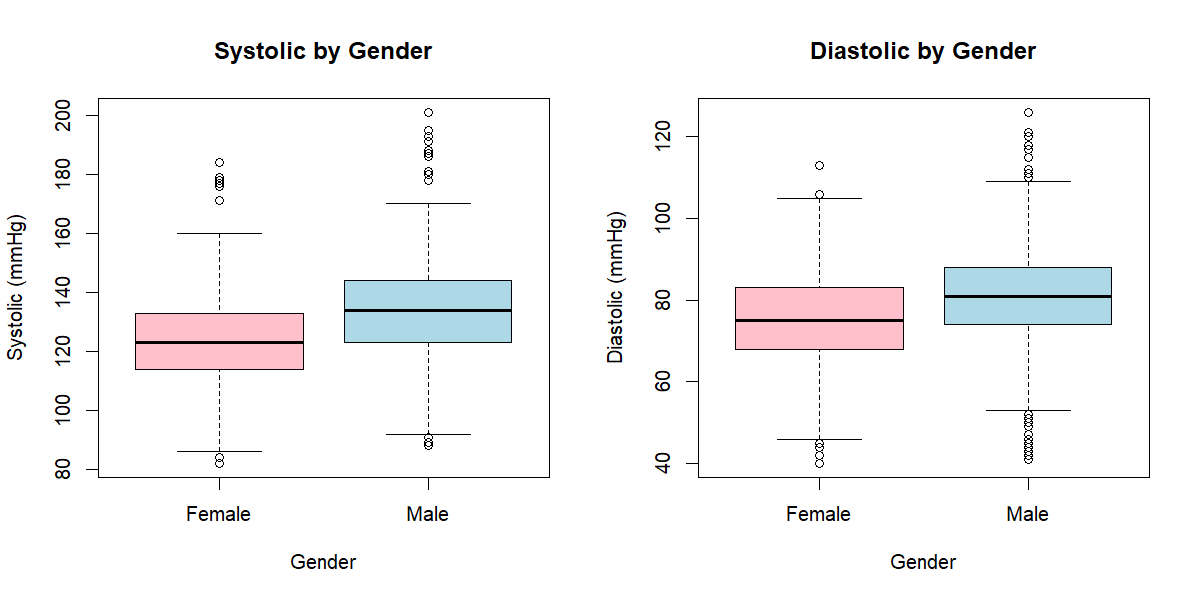 Systolic by Gender
Systolic (mmHg)
200
180
160
140
120
100
80
Female Male
Gender
Diastolic by Gender
Diastolic (mmHg)
120
100
80
60
40
Female Male
Gender